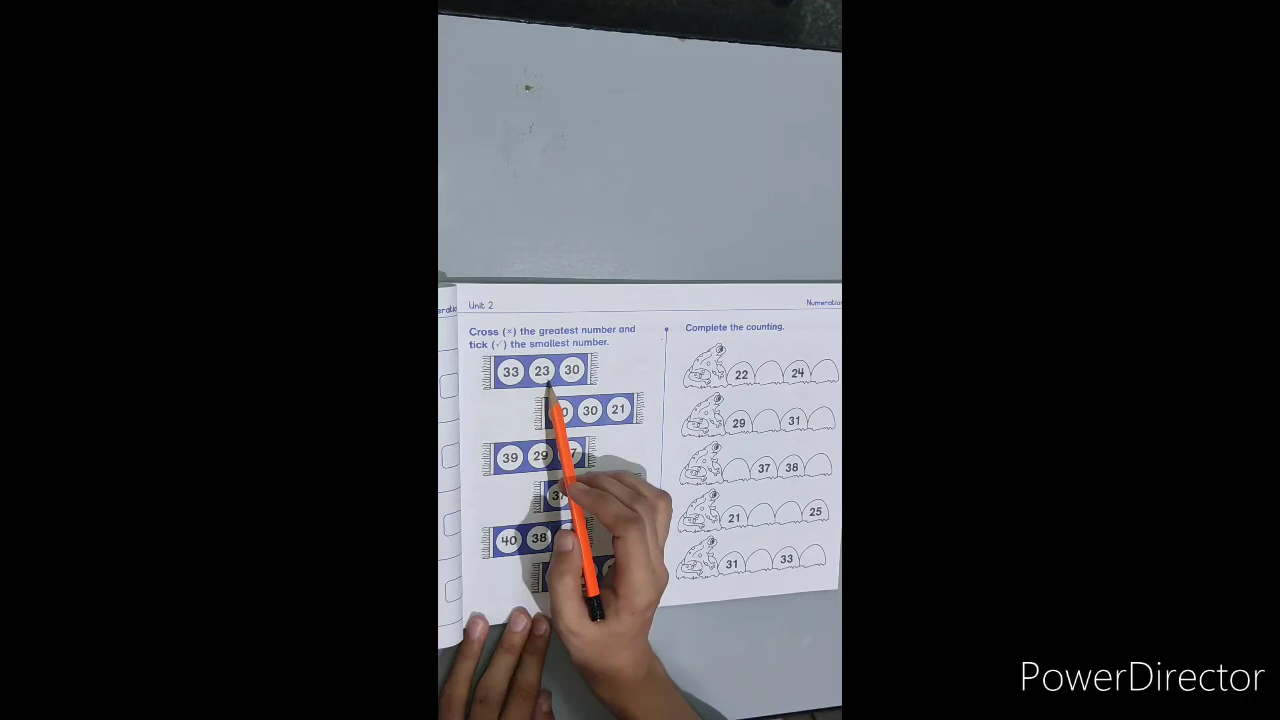 Unit 2
Numeration
Cross (×) the greatest number and
tick (✓) the smallest number.
33 23 30
30 21
39 29
40 38
Complete the counting.
22 24
29 31
37 38
21 25
31 33
PowerDirector